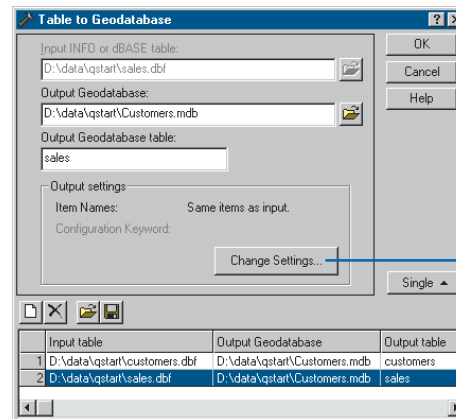 Table to Geodatabase
Input INFO or dBASE table:
D:\data\qstart\sales.dbf
Output Geodatabase:
D:\data\qstart\Customers.mdb
Output Geodatabase table:
sales
Output settings
Item Names: Same items as input.
Configuration Keyword:
Change Settings...
OK
Cancel
Help
Single
Input table Output Geodatabase Output table
1 D:\data\qstart\customers.dbf D:\data\qstart\Customers.mdb customers
2 D:\data\qstart\sales.dbf D:\data\qstart\Customers.mdb sales